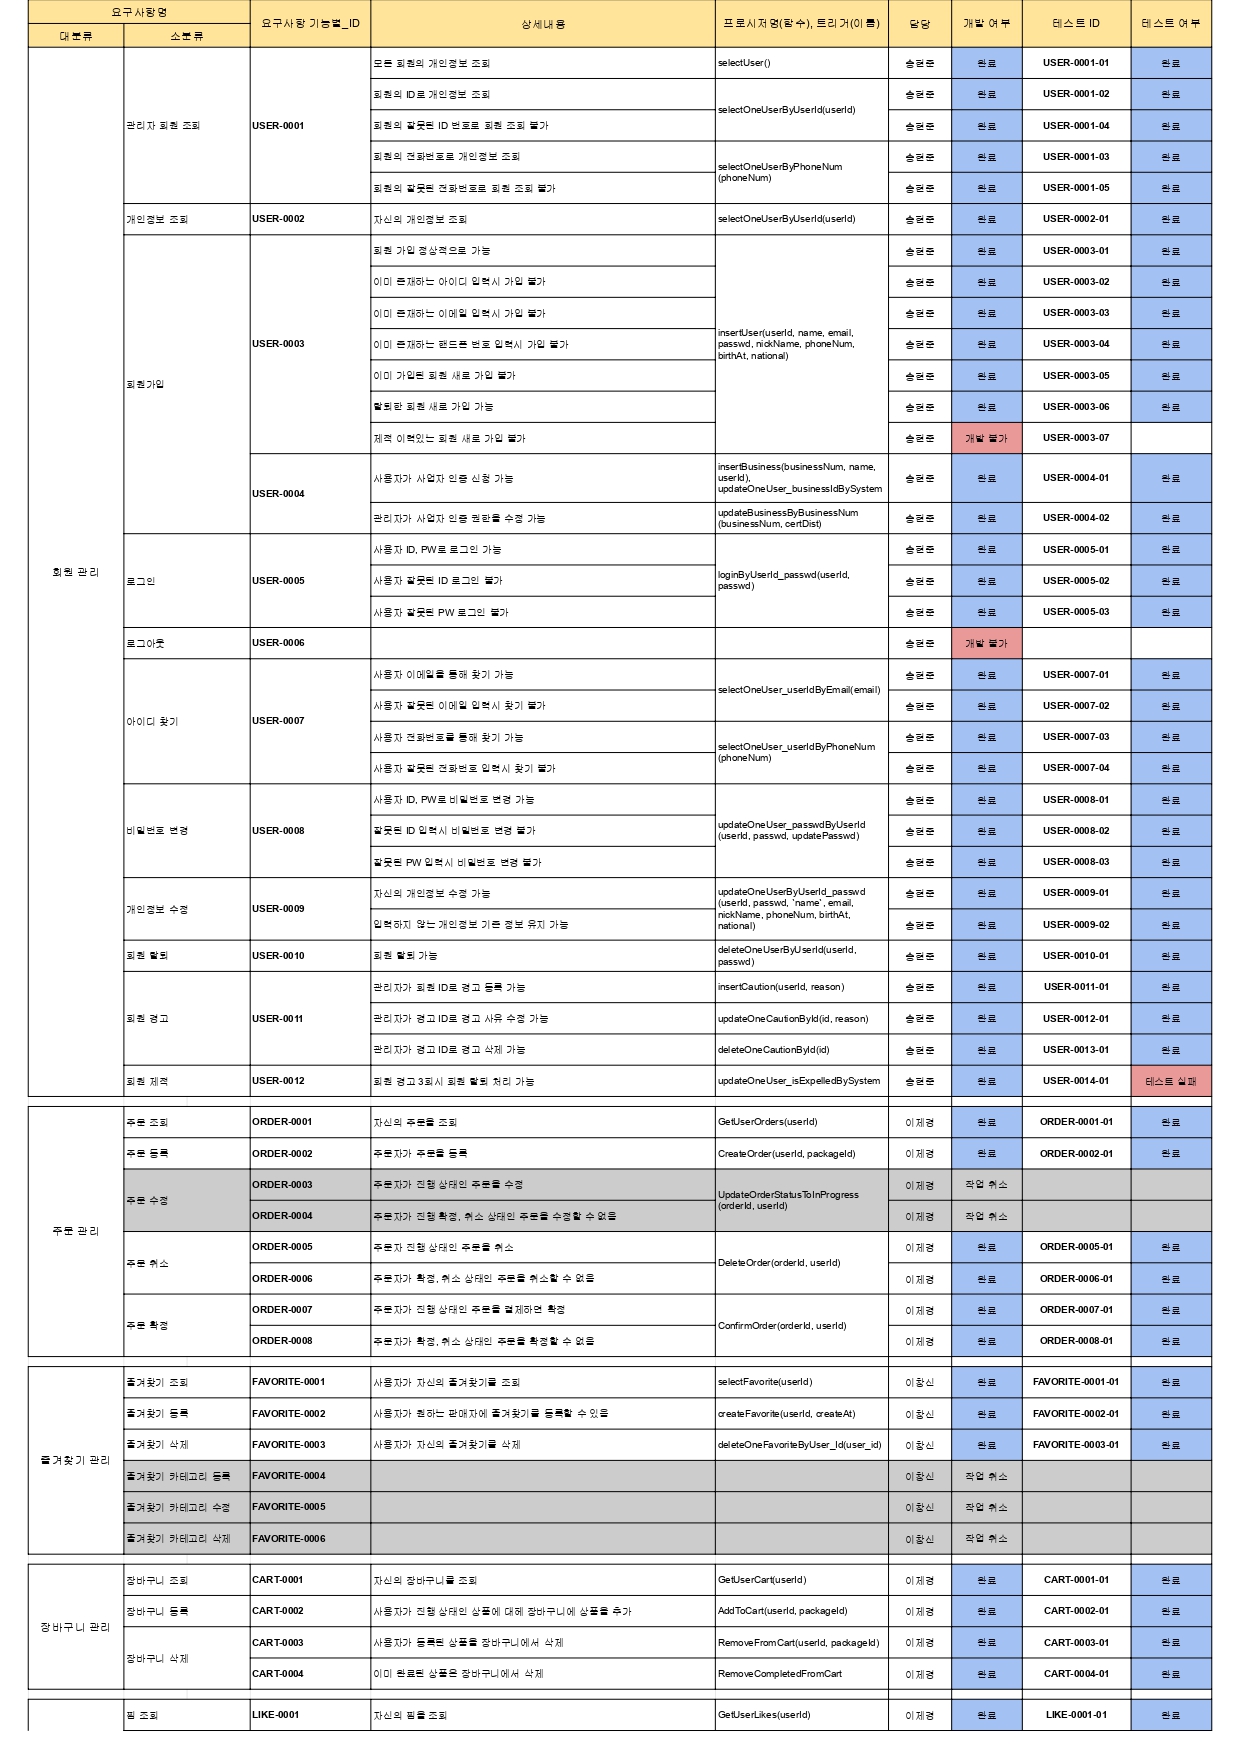 요구사항명 요구사항 기능별_ID 상세내용 프로시저명(함수), 트리거(이름) 담당 개발 여부 테스트 ID 테스트 여부
대분류 소분류
회원 관리
관리자 회원 조회 USER-0001
모든 회원의 개인정보 조회 selectUser() 송현준 완료 USER-0001-01 완료
회원의 ID로 개인정보 조회 selectOneUserByUserId(userId) 송현준 완료 USER-0001-02 완료
회원의 잘못된 ID 번호로 회원 조회 불가 송현준 완료 USER-0001-04 완료
회원의 전화번호로 개인정보 조회 selectOneUserByPhoneNum 송현준 완료 USER-0001-03 완료
(phoneNum)
회원의 잘못된 전화번호로 회원 조회 불가 송현준 완료 USER-0001-05 완료
개인정보 조회 USER-0002 자신의 개인정보 조회 selectOneUserByUserId(userId) 송현준 완료 USER-0002-01 완료
회원가입 USER-0003
회원 가입 정상적으로 가능 송현준 완료 USER-0003-01 완료
이미 존재하는 아이디 입력시 가입 불가 송현준 완료 USER-0003-02 완료
이미 존재하는 이메일 입력시 가입 불가 송현준 완료 USER-0003-03 완료
insertUser(userId, name, email,
passwd, nickName, phoneNum,
birthAt, national)
이미 존재하는 핸드폰 번호 입력시 가입 불가 송현준 완료 USER-0003-04 완료
이미 가입된 회원 새로 가입 불가 송현준 완료 USER-0003-05 완료
탈퇴한 회원 새로 가입 가능 송현준 완료 USER-0003-06 완료
제적 이력있는 회원 새로 가입 불가 송현준 개발 불가 USER-0003-07
USER-0004
사용자가 사업자 인증 신청 가능 insertBusiness(businessNum, name, 송현준 완료 USER-0004-01 완료
userId),
updateOneUser_businessIdBySystem
관리자가 사업자 인증 권한을 수정 가능 updateBusinessByBusinessNum 송현준 완료 USER-0004-02 완료
(businessNum, certDist)
로그인 USER-0005
사용자 ID, PW로 로그인 가능 송현준 완료 USER-0005-01 완료
사용자 잘못된 ID 로그인 불가 loginByUserId_passwd(userId, 송현준 완료 USER-0005-02 완료
passwd)
사용자 잘못된 PW 로그인 불가 송현준 완료 USER-0005-03 완료
로그아웃 USER-0006 송현준 개발 불가
아이디 찾기 USER-0007
사용자 이메일을 통해 찾기 가능 selectOneUser_userIdByEmail(email) 송현준 완료 USER-0007-01 완료
사용자 잘못된 이메일 입력시 찾기 불가 송현준 완료 USER-0007-02 완료
사용자 전화번호을 통해 찾기 가능 selectOneUser_userIdByPhoneNum 송현준 완료 USER-0007-03 완료
(phoneNum)
사용자 잘못된 전화번호 입력시 찾기 불가 송현준 완료 USER-0007-04 완료
비밀번호 변경 USER-0008
사용자 ID, PW로 비밀번호 변경 가능 송현준 완료 USER-0008-01 완료
잘못된 ID 입력시 비밀번호 변경 불가 updateOneUser_passwdByUserId 송현준 완료 USER-0008-02 완료
(userId, passwd, updatePasswd)
잘못된 PW 입력시 비밀번호 변경 불가 송현준 완료 USER-0008-03 완료
개인정보 수정 USER-0009
자신의 개인정보 수정 가능 updateOneUserByUserId_passwd 송현준 완료 USER-0009-01 완료
(userId, passwd, `name`, email,
nickName, phoneNum, birthAt,
national)
입력하지 않는 개인정보 기존 정보 유지 가능 송현준 완료 USER-0009-02 완료
회원 탈퇴 USER-0010 회원 탈퇴 가능 deleteOneUserByUserId(userId, 송현준 완료 USER-0010-01 완료
passwd)
회원 경고 USER-0011
관리자가 회원 ID로 경고 등록 가능 insertCaution(userId, reason) 송현준 완료 USER-0011-01 완료
관리자가 경고 ID로 경고 사유 수정 가능 updateOneCautionById(id, reason) 송현준 완료 USER-0012-01 완료
관리자가 경고 ID로 경고 삭제 가능 deleteOneCautionById(id) 송현준 완료 USER-0013-01 완료
회원 제적 USER-0012 회원 경고 3회시 회원 탈퇴 처리 가능 updateOneUser_isExpelledBySystem 송현준 완료 USER-0014-01 테스트 실패
주문 관리
주문 조회 ORDER-0001 자신의 주문을 조회 GetUserOrders(userId) 이제경 완료 ORDER-0001-01 완료
주문 등록 ORDER-0002 주문자가 주문을 등록 CreateOrder(userId, packageId) 이제경 완료 ORDER-0002-01 완료
주문 수정
ORDER-0003 주문자가 진행 상태인 주문을 수정 UpdateOrderStatusToInProgress 이제경 작업 취소
(orderId, userId)
ORDER-0004 주문자가 진행 확정, 취소 상태인 주문을 수정할 수 없음 이제경 작업 취소
주문 취소
ORDER-0005 주문자 진행 상태인 주문을 취소 DeleteOrder(orderId, userId) 이제경 완료 ORDER-0005-01 완료
ORDER-0006 주문자가 확정, 취소 상태인 주문을 취소할 수 없음 이제경 완료 ORDER-0006-01 완료
주문 확정
ORDER-0007 주문자가 진행 상태인 주문을 결제하면 확정 ConfirmOrder(orderId, userId) 이제경 완료 ORDER-0007-01 완료
ORDER-0008 주문자가 확정, 취소 상태인 주문을 확정할 수 없음 이제경 완료 ORDER-0008-01 완료
즐겨찾기 관리
즐겨찾기 조회 FAVORITE-0001 사용자가 자신의 즐겨찾기를 조회 selectFavorite(userId) 이창신 완료 FAVORITE-0001-01 완료
즐겨찾기 등록 FAVORITE-0002 사용자가 원하는 판매자에 즐겨찾기를 등록할 수 있음 createFavorite(userId, createAt) 이창신 완료 FAVORITE-0002-01 완료
즐겨찾기 삭제 FAVORITE-0003 사용자가 자신의 즐겨찾기를 삭제 deleteOneFavoriteByUser_Id(user_id) 이창신 완료 FAVORITE-0003-01 완료
즐겨찾기 카테고리 등록 FAVORITE-0004 이창신 작업 취소
즐겨찾기 카테고리 수정 FAVORITE-0005 이창신 작업 취소
즐겨찾기 카테고리 삭제 FAVORITE-0006 이창신 작업 취소
장바구니 관리
장바구니 조회 CART-0001 자신의 장바구니를 조회 GetUserCart(userId) 이제경 완료 CART-0001-01 완료
장바구니 등록 CART-0002 사용자가 진행 상태인 상품에 대해 장바구니에 상품을 추가 AddToCart(userId, packageId) 이제경 완료 CART-0002-01 완료
장바구니 삭제
CART-0003 사용자가 등록된 상품을 장바구니에서 삭제 RemoveFromCart(userId, packageId) 이제경 완료 CART-0003-01 완료
CART-0004 이미 완료된 상품은 장바구니에서 삭제 RemoveCompletedFromCart 이제경 완료 CART-0004-01 완료
찜 조회 LIKE-0001 자신의 찜을 조회 GetUserLikes(userId) 이제경 완료 LIKE-0001-01 완료